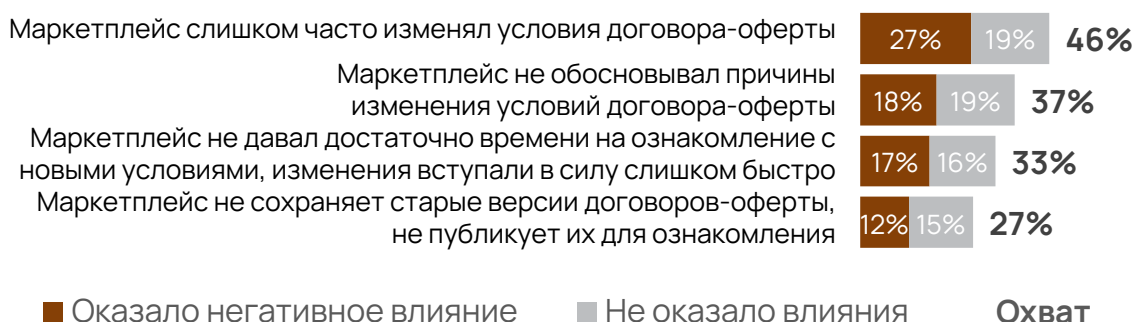 Маркетплейс слишком часто изменял условия договора-оферты 27% 19% 46%
Маркетплейс не обосновывал причины
изменения условий договора-оферты 18% 19% 37%
Маркетплейс не давал достаточно времени на ознакомление с
новыми условиями, изменения вступали в силу слишком быстро 17% 16% 33%
Маркетплейс не сохраняет старые версии договоров-оферты,
не публикует их для ознакомления 12% 15% 27%
Оказало негативное влияние Не оказало влияния Охват